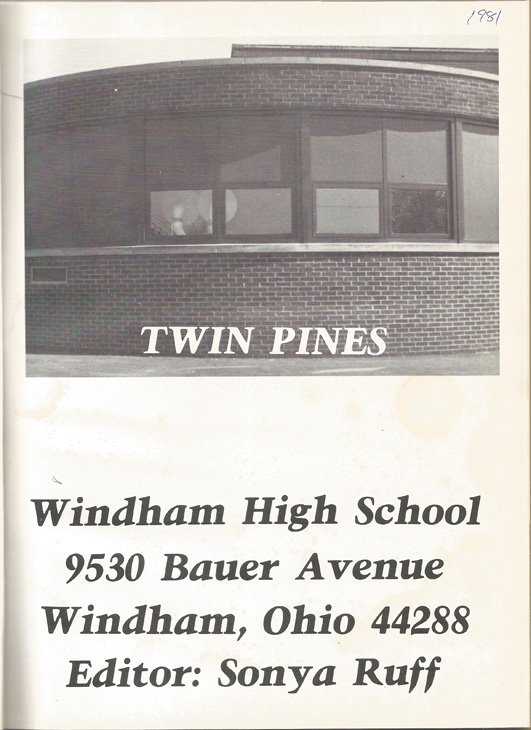 1981
TWIN PINES
Windham High School
9530 Bauer Avenue
Windham, Ohio 44288
Editor: Sonya Ruff